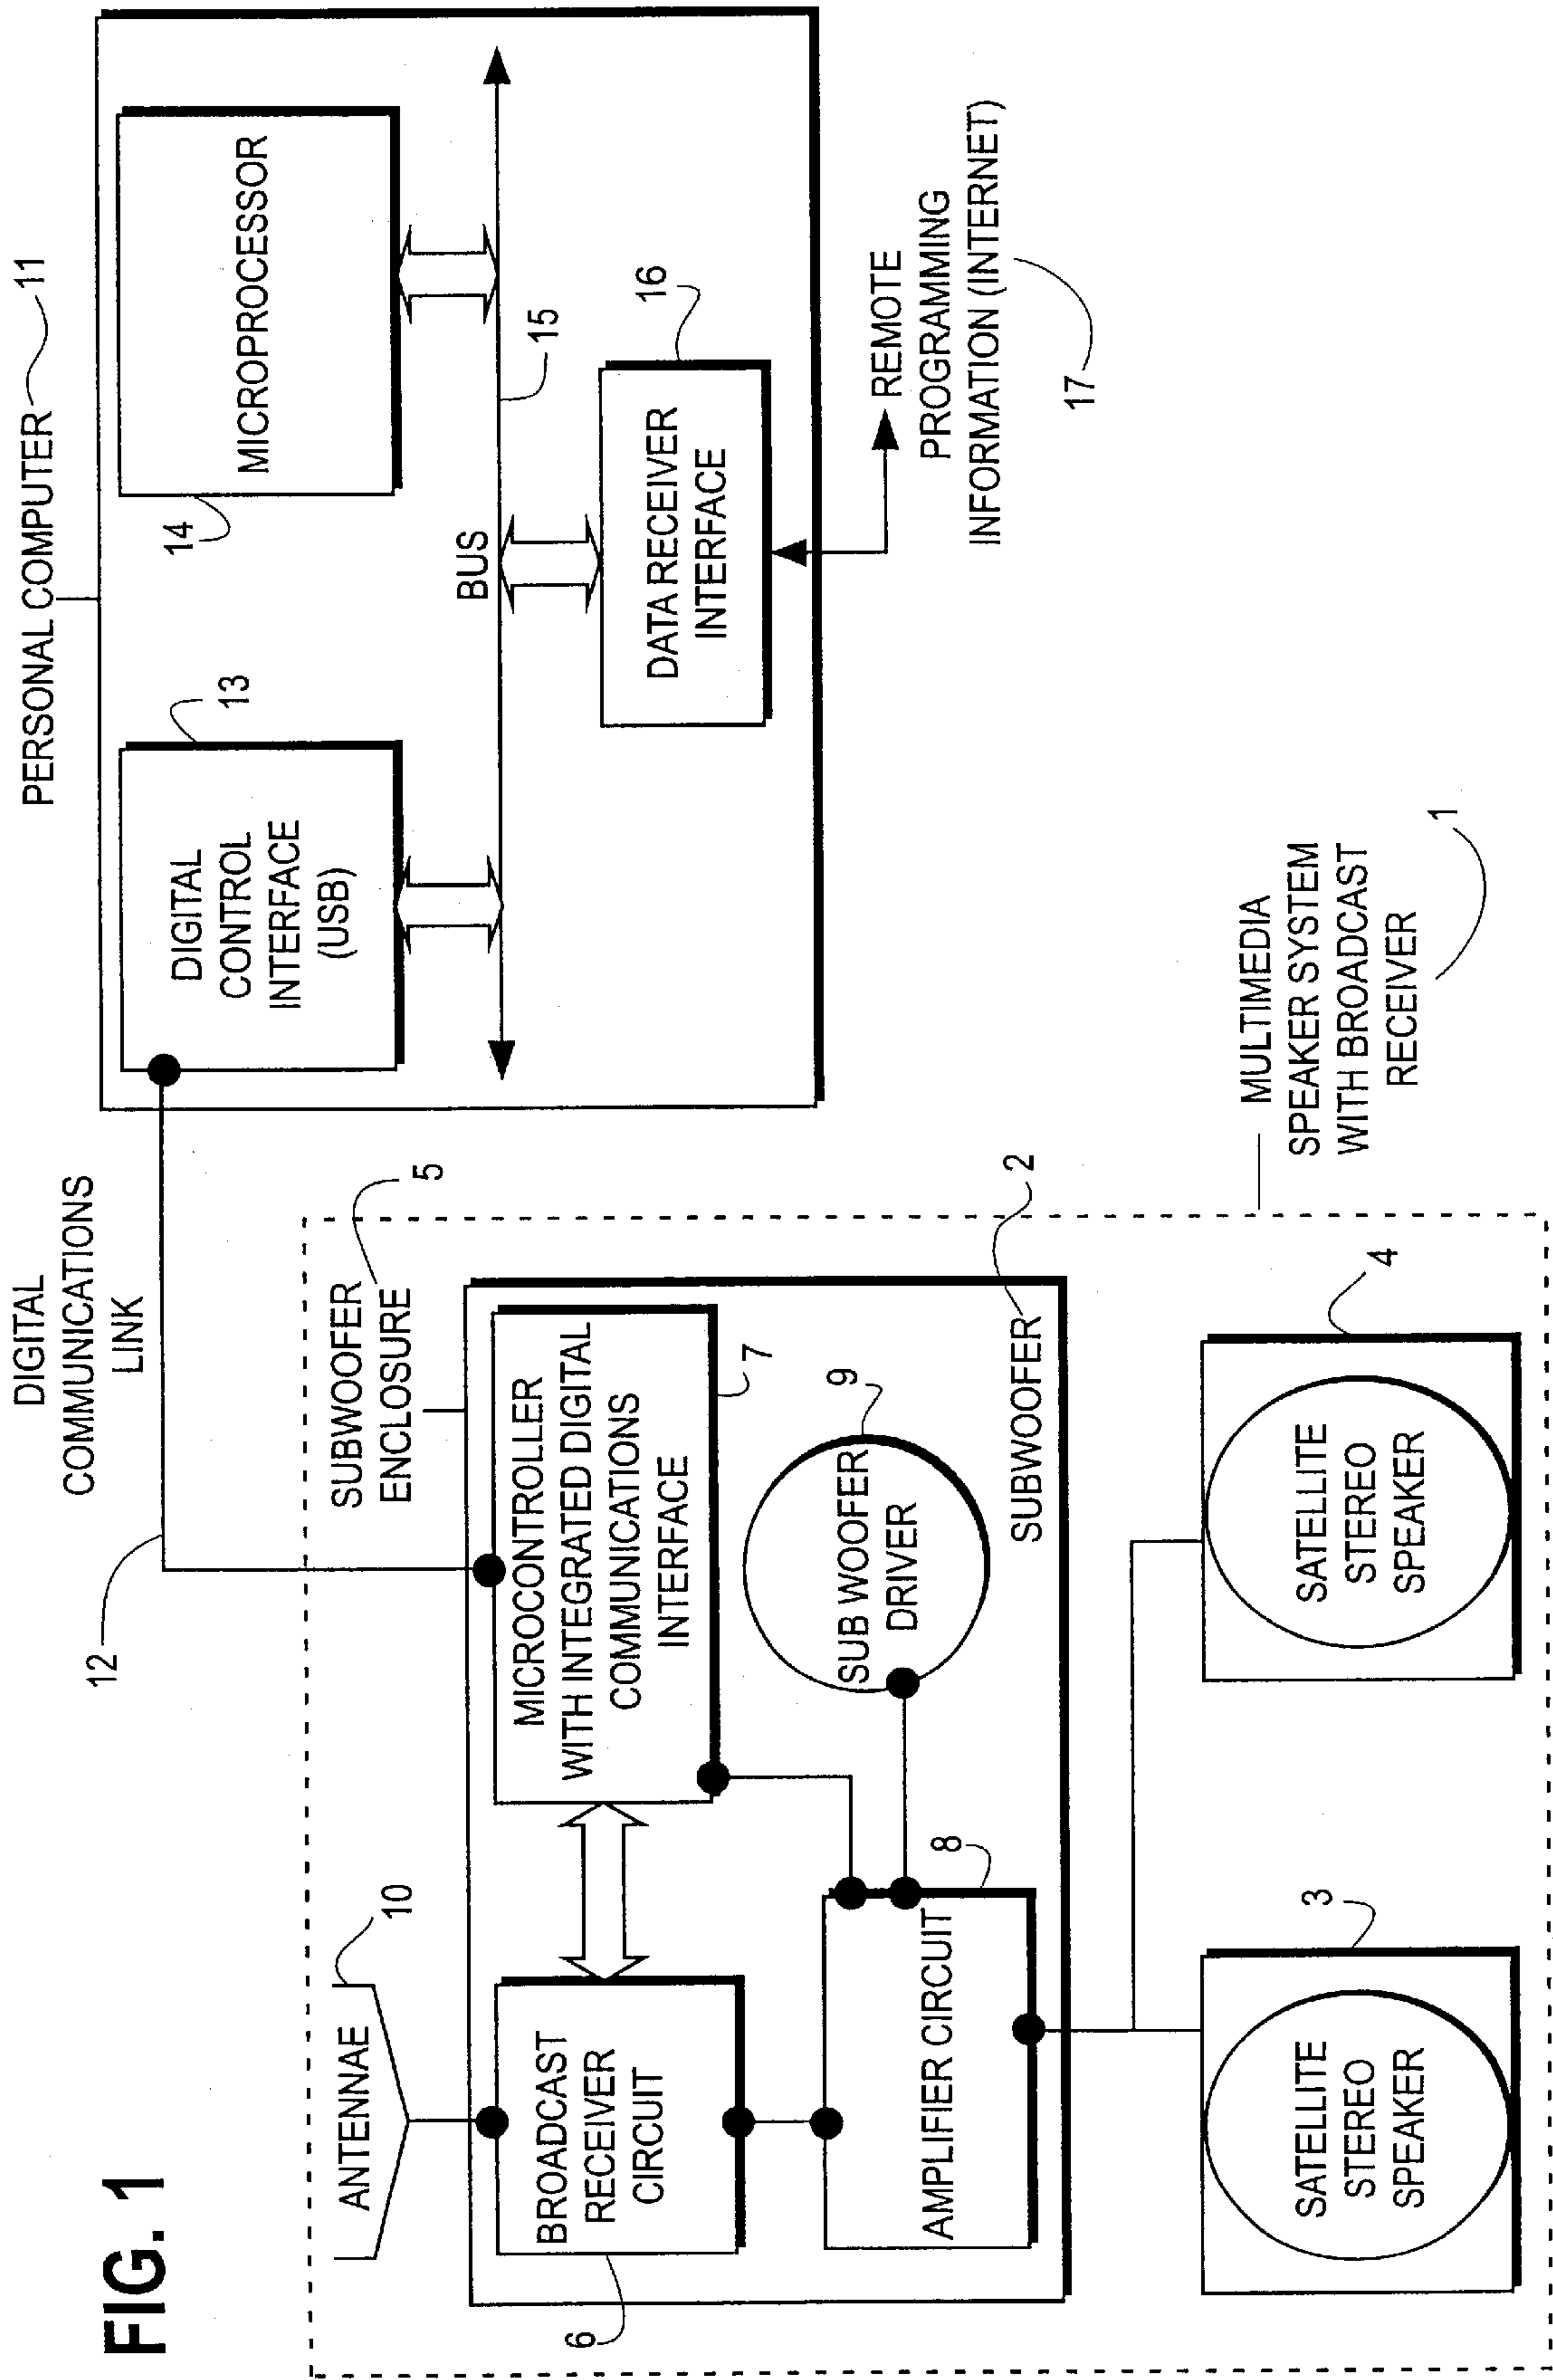 FIG. 1
ANTENNAE
10
BROADCAST
RECEIVER
CIRCUIT
6
12
DIGITAL
COMMUNICATIONS
LINK
SUBWOOFER
ENCLOSURE
5
MICROCONTROLLER
WITH INTEGRATED DIGITAL
COMMUNICATIONS
INTERFACE
7
SUB WOOFER
DRIVER
9
AMPLIFIER CIRCUIT
8
SUBWOOFER
2
SATELLITE
STEREO
SPEAKER
3
SATELLITE
STEREO
SPEAKER
4
MULTIMEDIA
SPEAKER SYSTEM
WITH BROADCAST
RECEIVER
1
PERSONAL COMPUTER
11
DIGITAL
CONTROL
INTERFACE
(USB)
13
MICROPROCESSOR
14
BUS
15
DATA RECEIVER
INTERFACE
16
REMOTE
PROGRAMMING
INFORMATION (INTERNET)
17